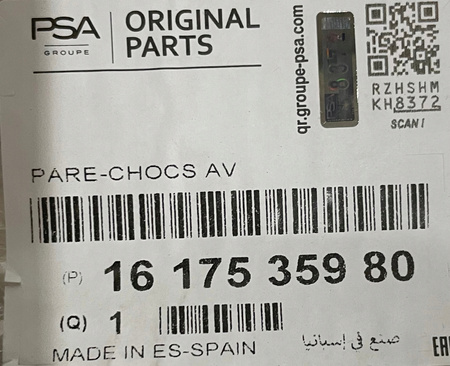 PSA
GROUPE
ORIGINAL
PARTS
qr.groupe-psa.com
8372
RZHSHM
KH8372
SCAN!
PARE-CHOCS AV
(P) 16 175 359 80
(Q) 1
MADE IN ES-SPAIN
صنع في إسبانيا